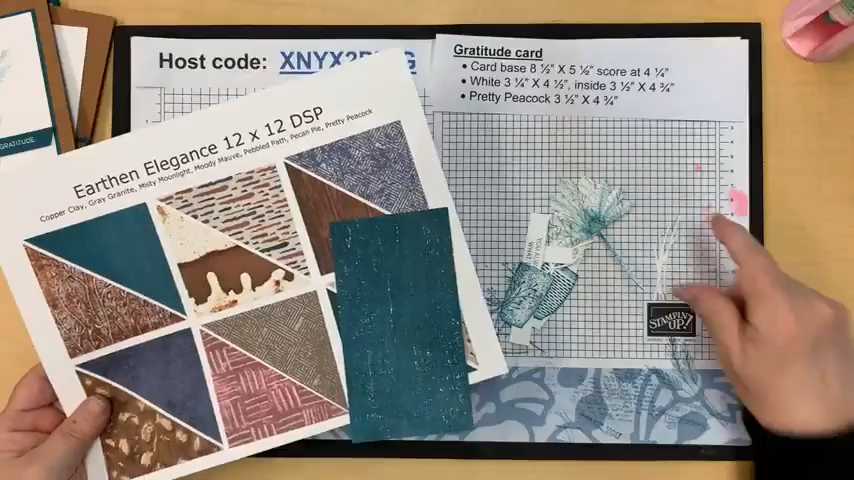 Host code:
Gratitude card
• Card base 8 ½" X 5 ½" score at 4 ¼"
• White 3 ¼" X 4 ½", inside 3 ½" X 4 ¾"
• Pretty Peacock 3 ½" X 4 ¾"
Earthen Elegance 12 x 12 DSP
Copper Clay, Gray Granite, Misty Moonlight, Moody Mauve, Pebbled Path, Pecan Pie, Pretty Peacock
GRATITUDE
STAMPIN' UP!